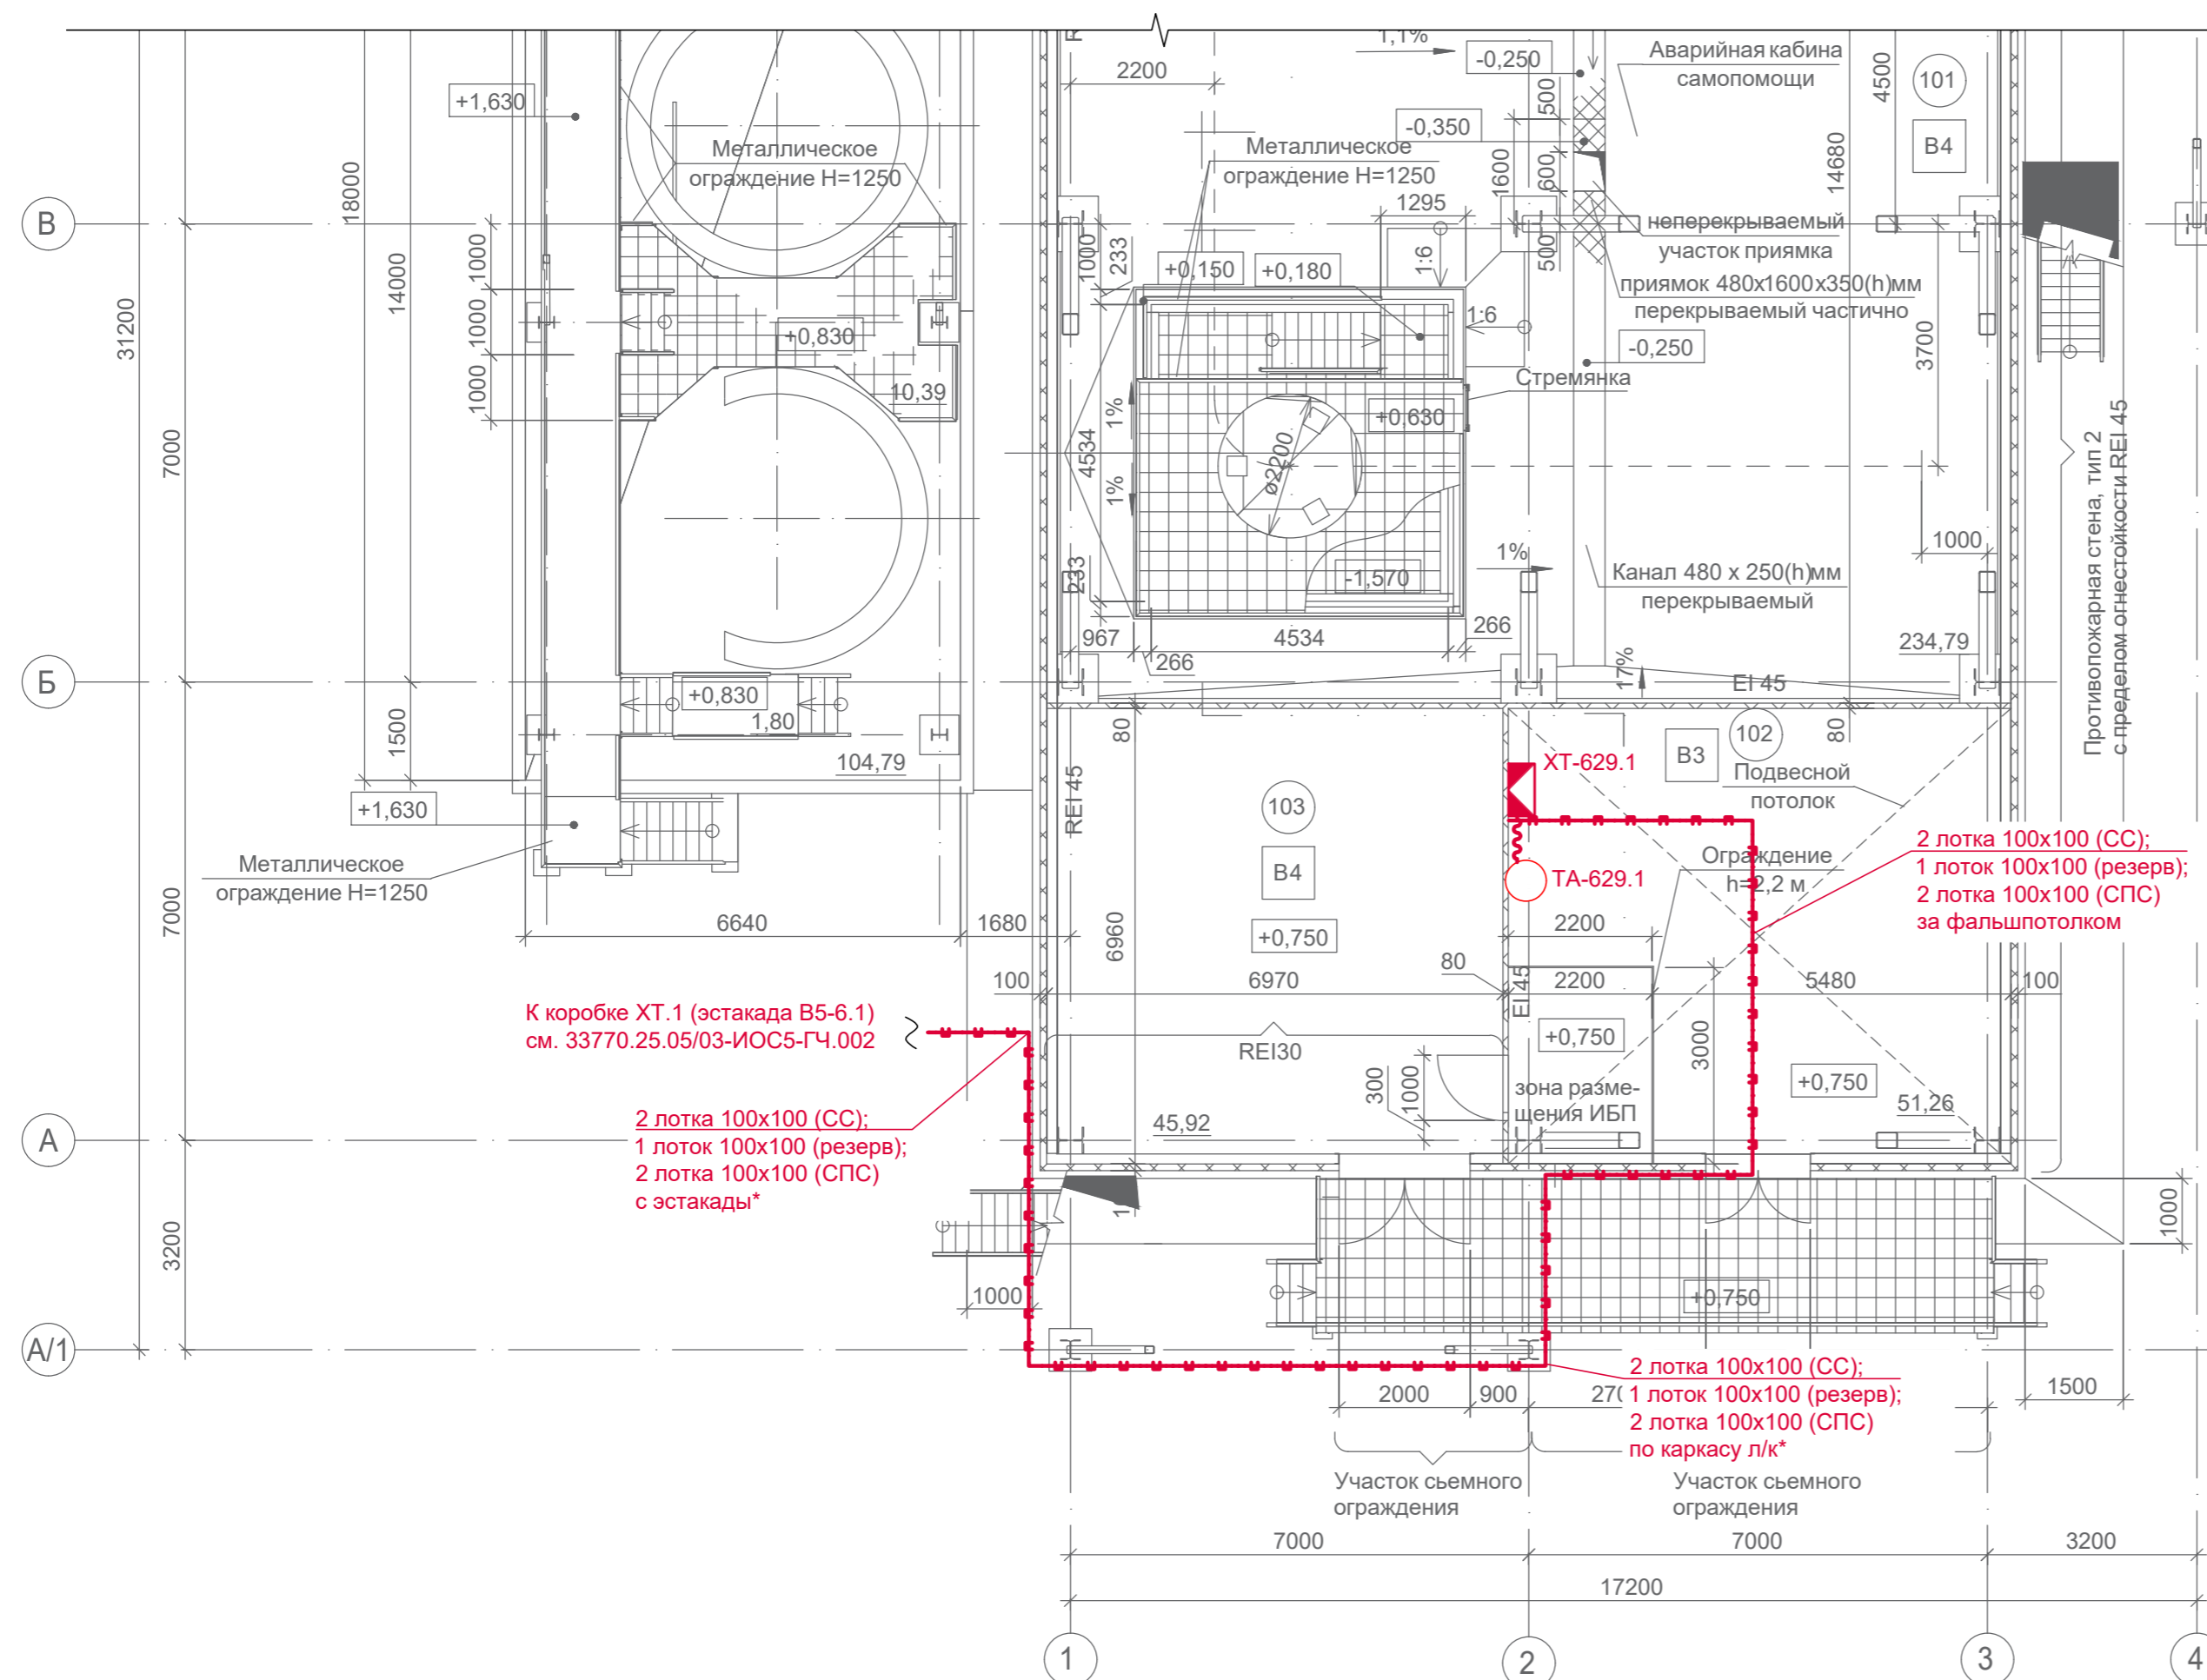 1,1%
-0,250
Аварийная кабина
самопомощи
101
В4
4500
14680
+1,630
2200
-0,350
500
600
1600
500
Металлическое
ограждение Н=1250
Металлическое
ограждение Н=1250
1295
18000
14000
31200
В
1000
1000
1000
1000
233
+0,150
+0,180
1:6
1:6
неперекрываемый
участок приямка
приямок 480х1600х350(h)мм
перекрываемый частично
-0,250
3700
+0,830
10,39
Стремянка
+0,630
1%
1%
4534
ø2200
7000
233
-1,570
1%
1000
Канал 480 х 250(h)мм
перекрываемый
Противопожарная стена, тип 2
с пределом огнестойкости REI 45
967
4534
266
266
234,79
17%
EI 45
Б
+0,830
1,80
1500
104,79
+1,630
80
REI 45
ХТ-629.1
В3
102
80
Подвесной
потолок
103
В4
+0,750
Металлическое
ограждение Н=1250
ТА-629.1
Ограждение
h=2,2 м
2 лотка 100х100 (СС);
1 лоток 100х100 (резерв);
2 лотка 100х100 (СПС)
за фальшпотолком
7000
6640
1680
6960
2200
80
100
6970
EI 45
2200
5480
100
К коробке ХТ.1 (эстакада В5-6.1)
см. 33770.25.05/03-ИОС5-ГЧ.002
REI30
+0,750
3000
300
1000
зона разме-
щения ИБП
+0,750
51,26
2 лотка 100х100 (СС);
1 лоток 100х100 (резерв);
2 лотка 100х100 (СПС)
с эстакады*
45,92
А
3200
1000
1000
+0,750
А/1
2 лотка 100х100 (СС);
1 лоток 100х100 (резерв);
2 лотка 100х100 (СПС)
по каркасу л/к*
2000
900
1500
Участок сьемного
ограждения
Участок сьемного
ограждения
7000
7000
3200
17200
1
2
3
4